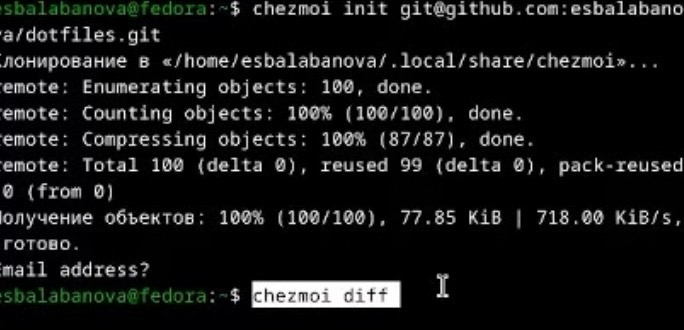 esbalabanova@fedora:~$ chezmoi init git@github.com:esbalabano
va/dotfiles.git
Клонирование в «/home/esbalabanova/.local/share/chezmoi»...
remote: Enumerating objects: 100, done.
remote: Counting objects: 100% (100/100), done.
remote: Compressing objects: 100% (87/87), done.
remote: Total 100 (delta 0), reused 99 (delta 0), pack-reused
0 (from 0)
Получение объектов: 100% (100/100), 77.85 KiB | 718.00 KiB/s,
готово.
Email address?
esbalabanova@fedora:~$ chezmoi diff